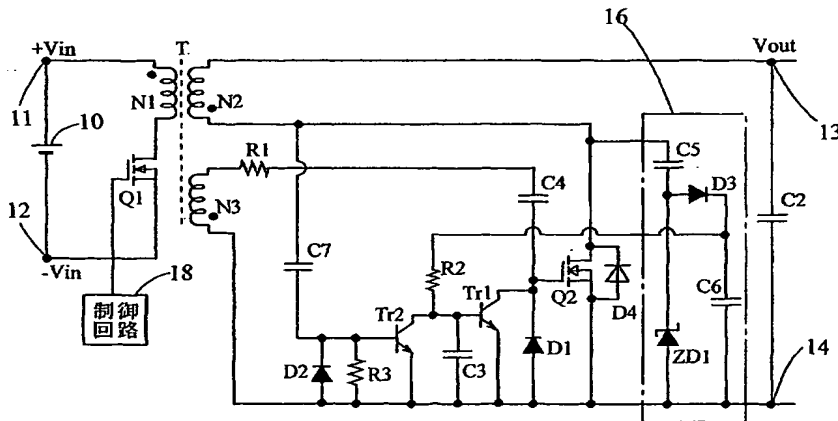 16
+Vin
T.
Vout
11
N1
N2
13
10
R1
C5
D3
C4
C2
12
Q1
N3
C7
R2
-Vin
Q2
C6
18
Tr1
D4
制御
回路
Tr2
D2
R3
C3
D1
ZD1
14